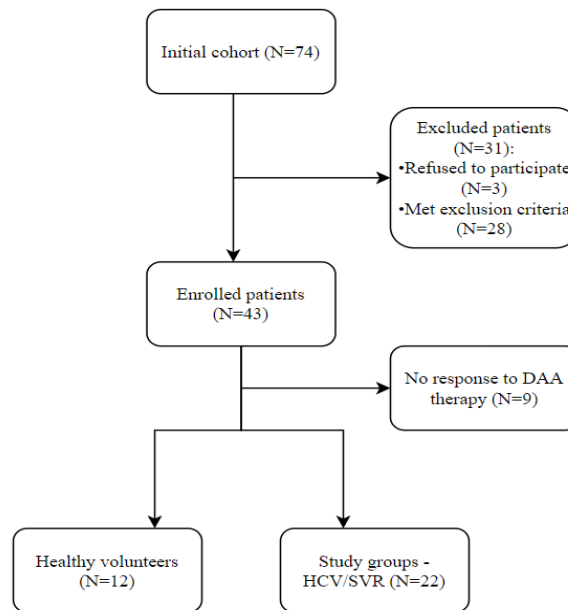 Initial cohort (N=74)
Excluded patients
(N=31):
•Refused to participate
(N=3)
•Met exclusion criteria
(N=28)
Enrolled patients
(N=43)
No response to DAA
therapy (N=9)
Healthy volunteers
(N=12)
Study groups -
HCV/SVR (N=22)